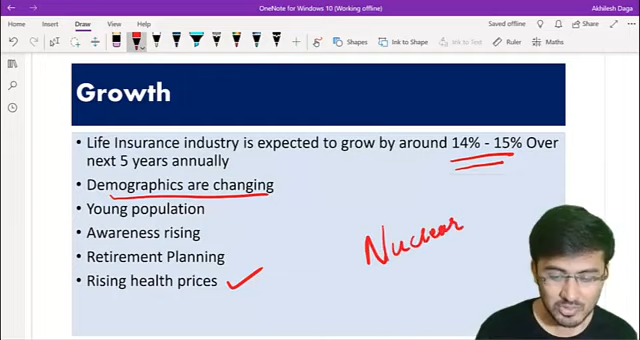 OneNote for Windows 10 (Working offline)
Akhilesh Daga
Home
Insert
Draw
View
Help
Saved offline
Share
Shapes
Ink to Shape
Ink to Text
Ruler
Maths
Growth
• Life Insurance industry is expected to grow by around 14% - 15% Over
next 5 years annually
• Demographics are changing
• Young population
• Awareness rising
• Retirement Planning
• Rising health prices
Nuclear